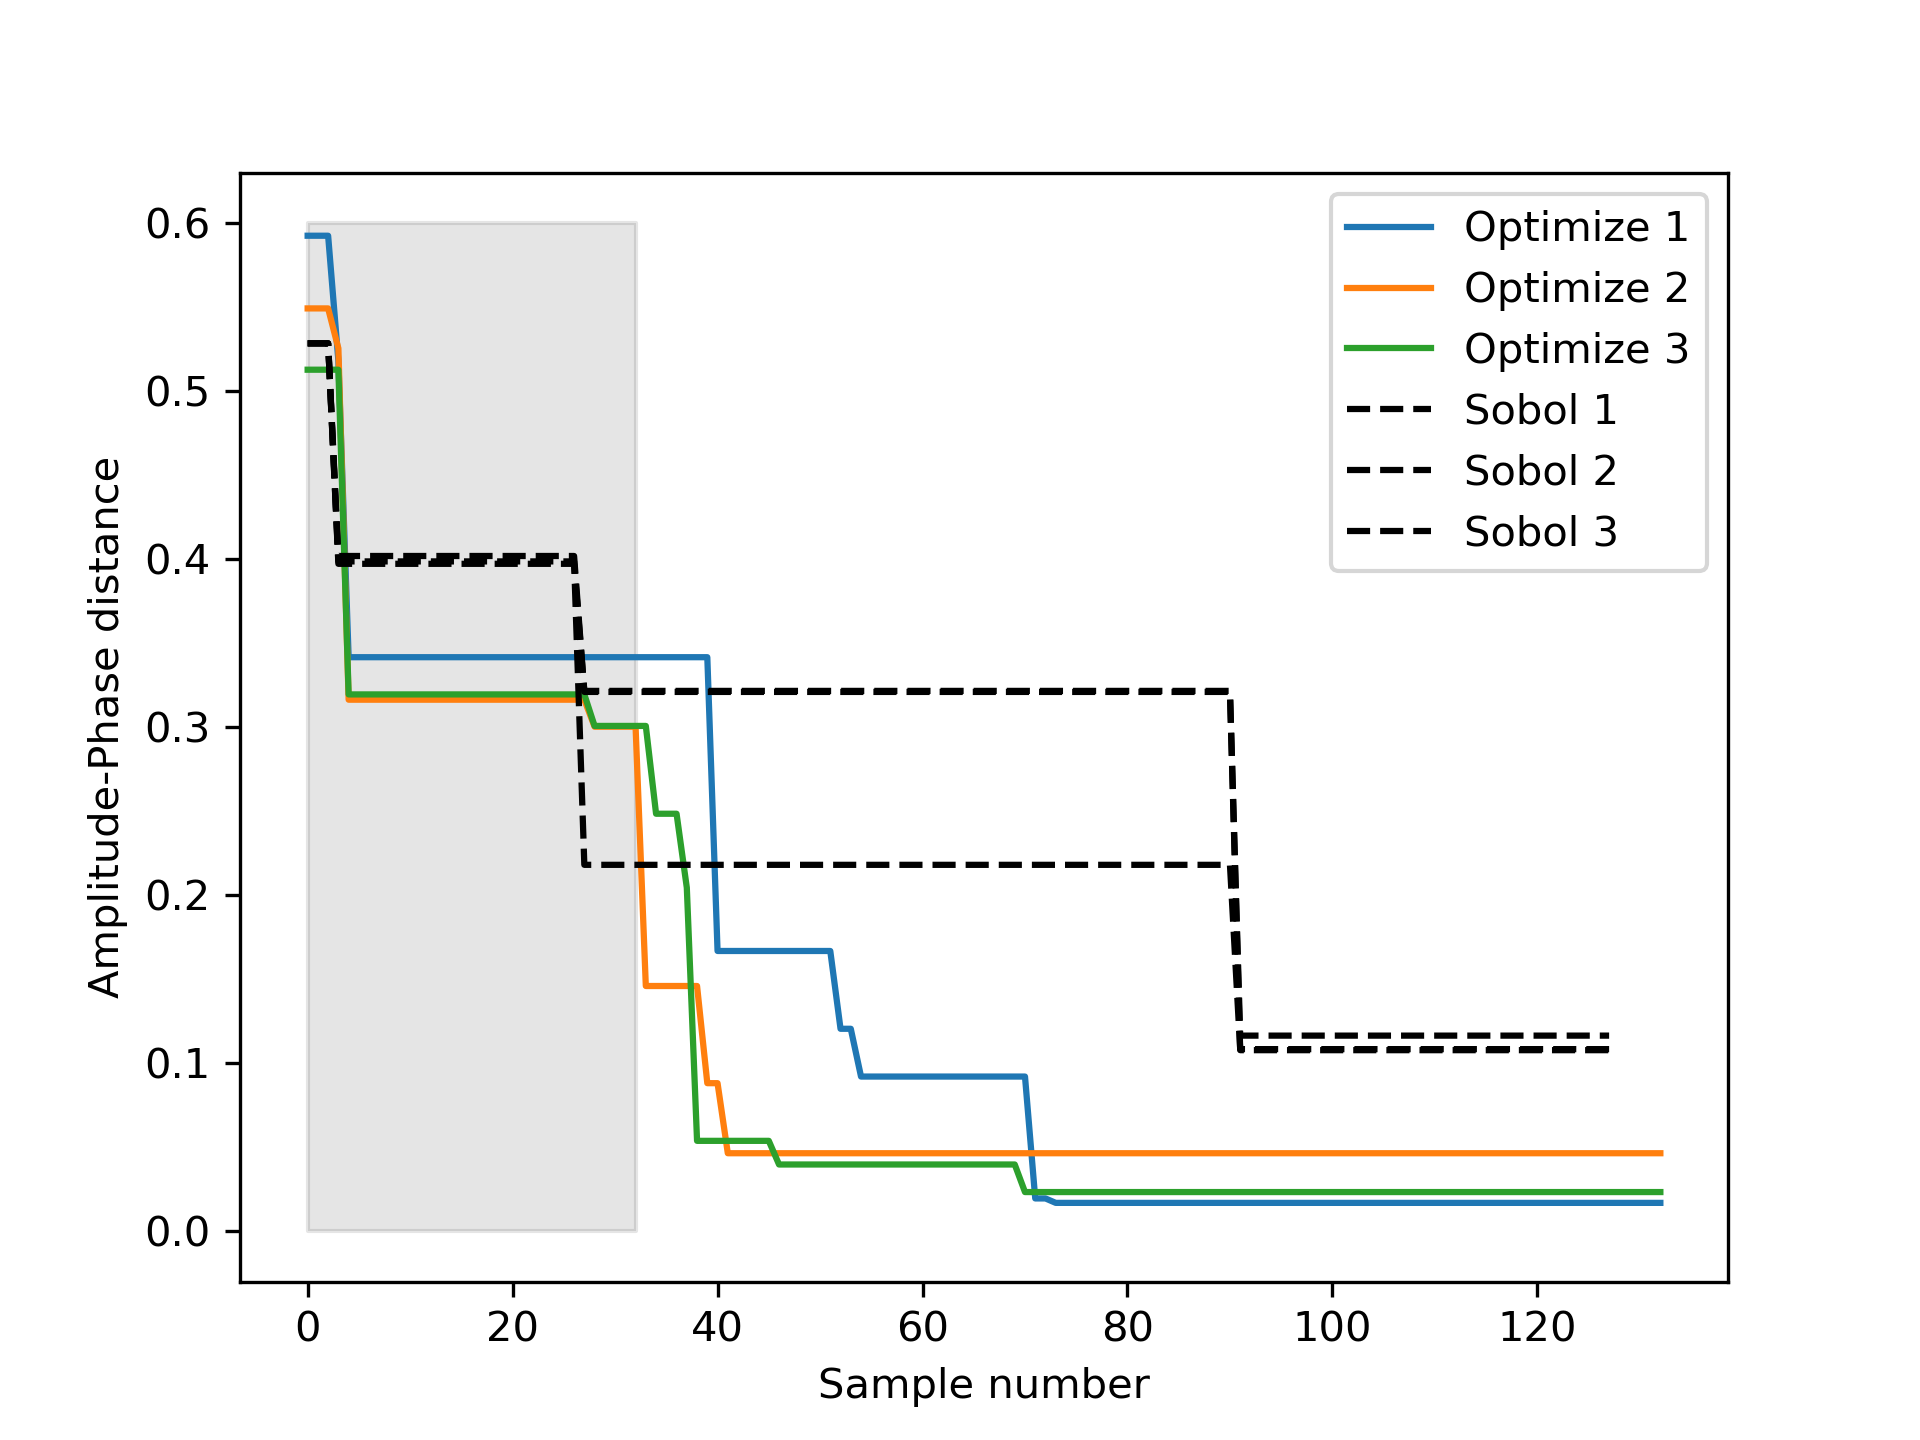 Amplitude-Phase distance
0.6
0.5
0.4
0.3
0.2
0.1
0.0
Optimize 1
Optimize 2
Optimize 3
Sobol 1
Sobol 2
Sobol 3
0 20 40 60 80 100 120
Sample number